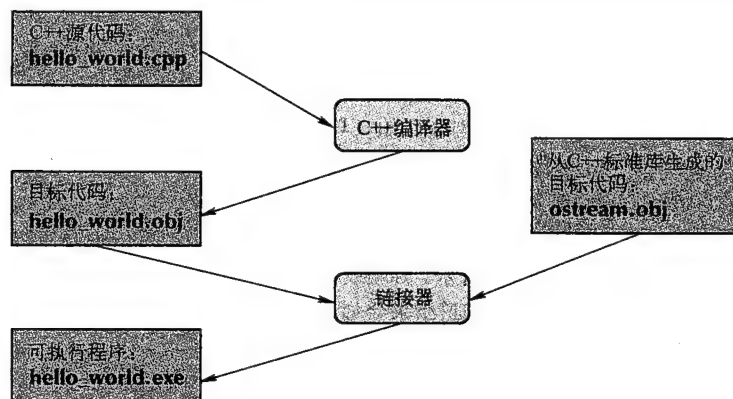 C++源代码：
hello_world.cpp
C++编译器
目标代码：
hello_world.obj
从C++标准库生成的
目标代码：
ostream.obj
链接器
可执行程序：
hello_world.exe